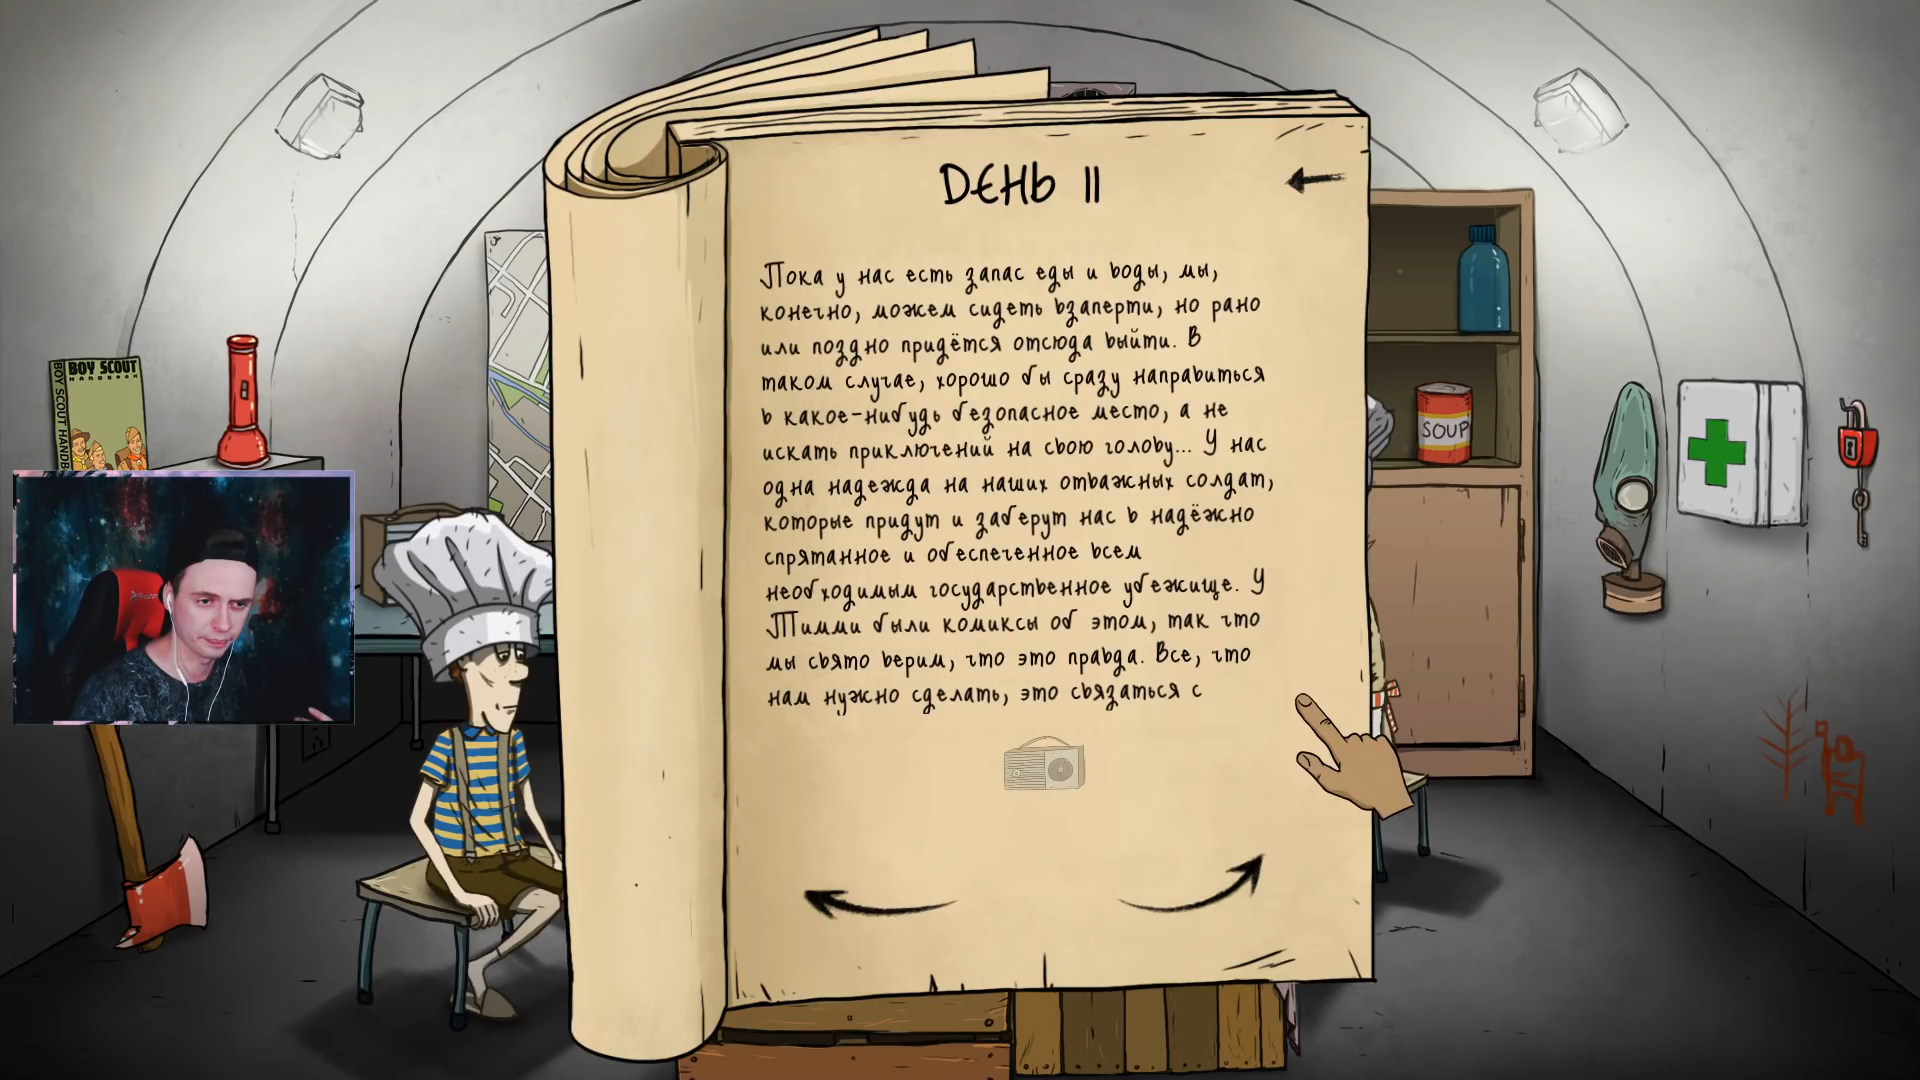 ДЕНЬ 11
Пока у нас есть запас еды и воды, мы,
конечно, можем сидеть взаперти, но рано
или поздно придётся отсюда выйти. В
таком случае, хорошо бы сразу направиться
в какое-нибудь безопасное место, а не
искать приключений на свою голову... У нас
одна надежда на наших отважных солдат,
которые придут и заберут нас в надёжно
спрятанное и обеспеченное всем
необходимым государственное убежище. У
Тимми были комиксы об этом, так что
мы свято верим, что это правда. Все, что
нам нужно сделать, это связаться с
BOY SCOUT
HANDBOOK
BOY SCOUT HANDB
SOUP